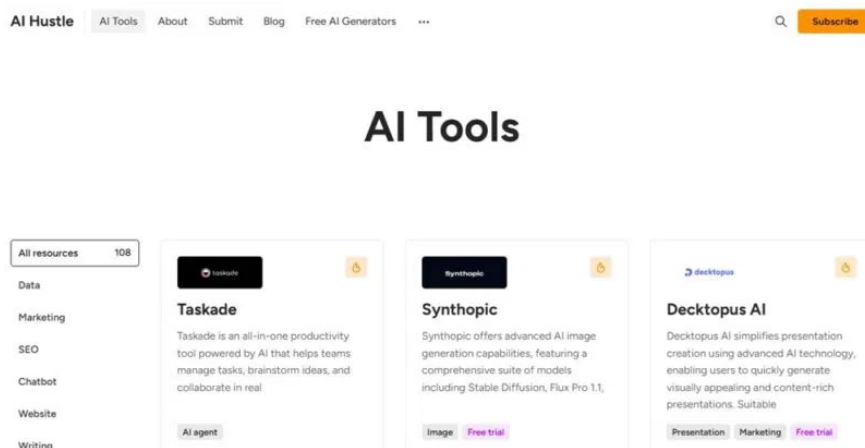 AI Hustle
AI Tools
About
Submit
Blog
Free AI Generators
Subscribe
AI Tools
All resources 108
Data
Marketing
SEO
Chatbot
Website
Writing
taskade
Taskade
Taskade is an all-in-one productivity
tool powered by AI that helps teams
manage tasks, brainstorm ideas, and
collaborate in real
AI agent
Synthopic
Synthopic
Synthopic offers advanced AI image
generation capabilities, featuring a
comprehensive suite of models
including Stable Diffusion, Flux Pro 1.1,
Image
Free trial
decktopus
Decktopus AI
Decktopus AI simplifies presentation
creation using advanced AI technology,
enabling users to quickly generate
visually appealing and content-rich
presentations. Suitable
Presentation
Marketing
Free trial